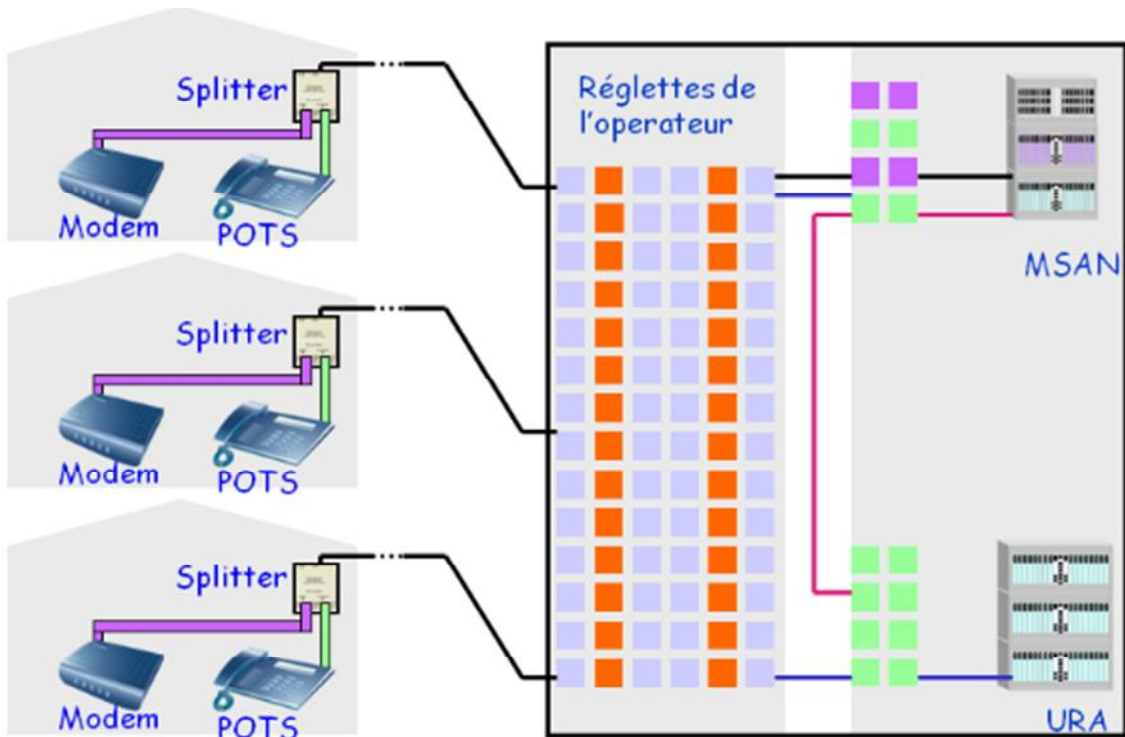 Splitter
Modem
POTS
Splitter
Modem
POTS
Splitter
Modem
POTS
Réglettes de
l'operateur
MSAN
URA